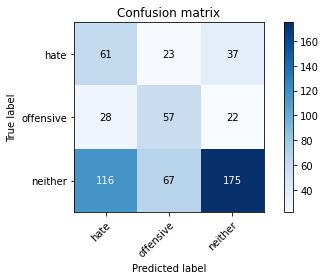 Confusion matrix
hate 61 23 37
offensive 28 57 22
neither 116 67 175
hate offensive neither
True label
Predicted label
160
140
120
100
80
60
40